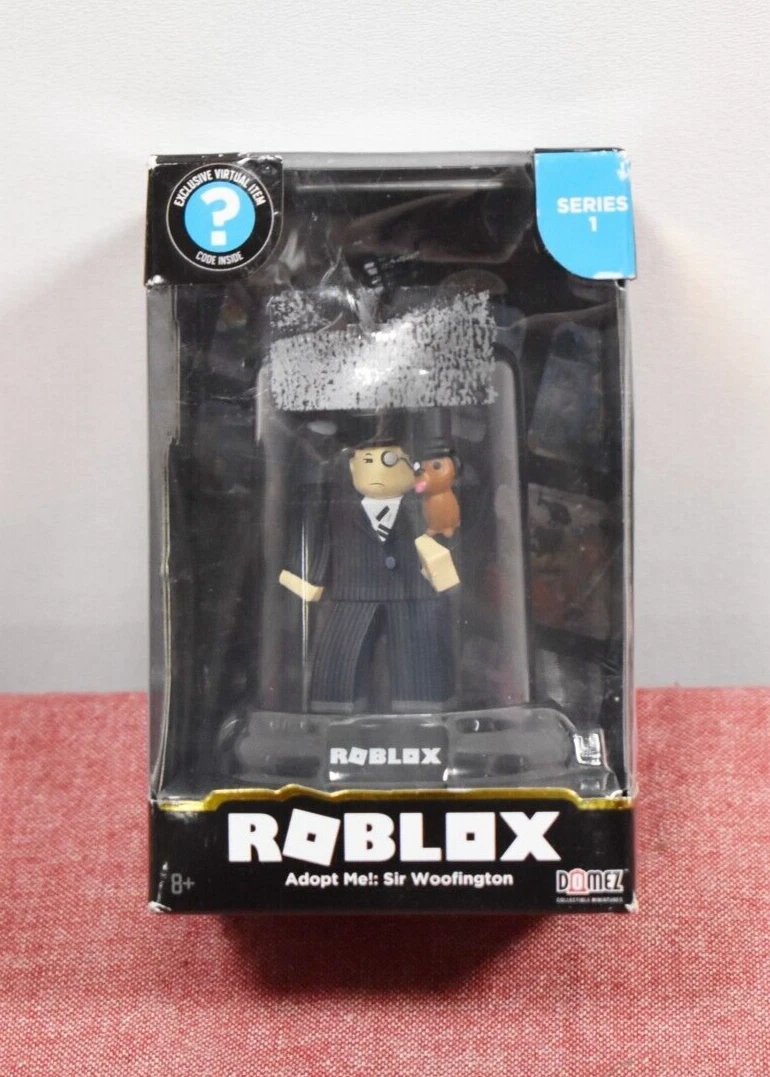 EXCLUSIVE VIRTUAL ITEM
?
CODE INSIDE
SERIES
1
ROBLOX
ROBLOX
Adopt Me!: Sir Woofington
8+
DOMEZ
COLLECTIBLE MINIATURES